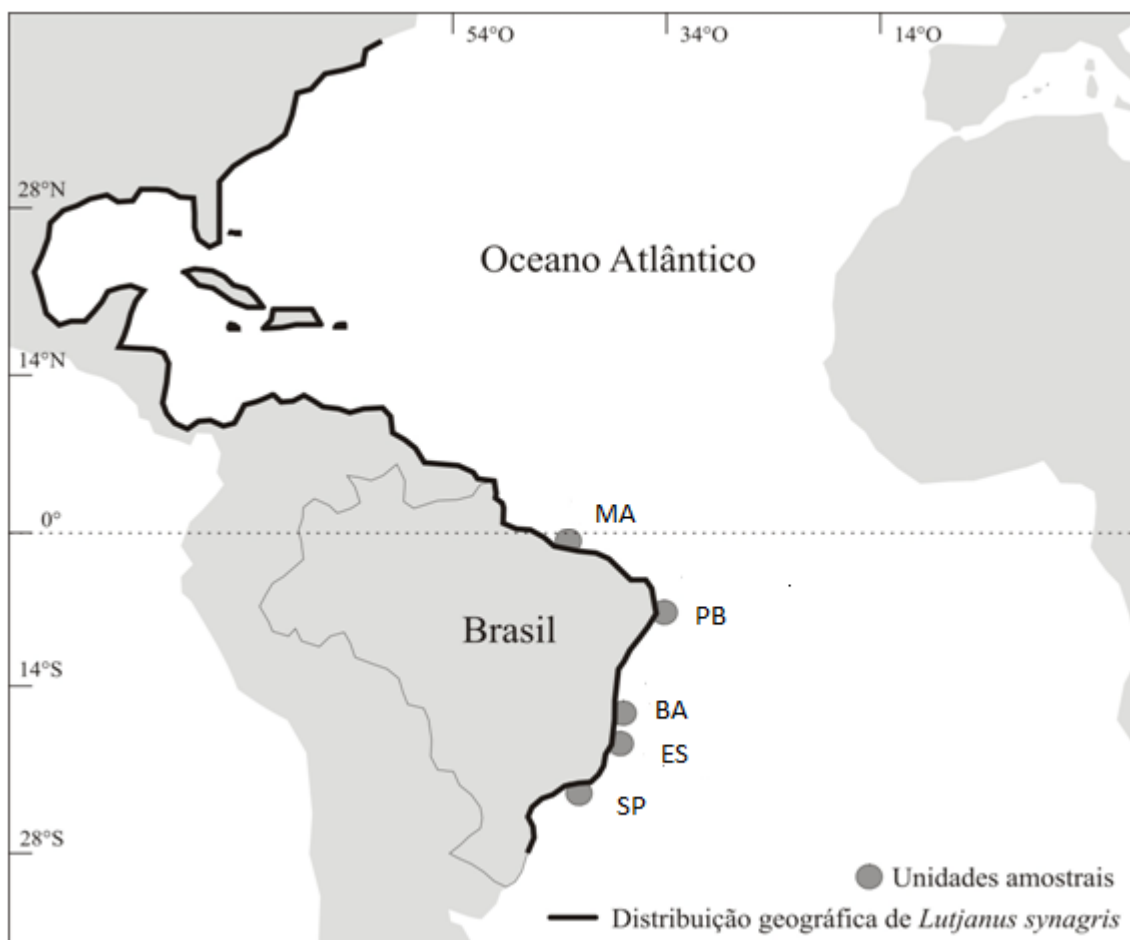 54°O
34°O
14°O
28°N
Oceano Atlântico
14°N
MA
0°
PB
Brasil
14°S
BA
ES
SP
28°S
Unidades amostrais
Distribuição geográfica de Lutjanus synagris